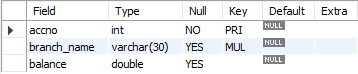 Field Type Null Key Default Extra
accno int NO PRI NULL
branch_name varchar(30) YES MUL NULL
balance double YES NULL